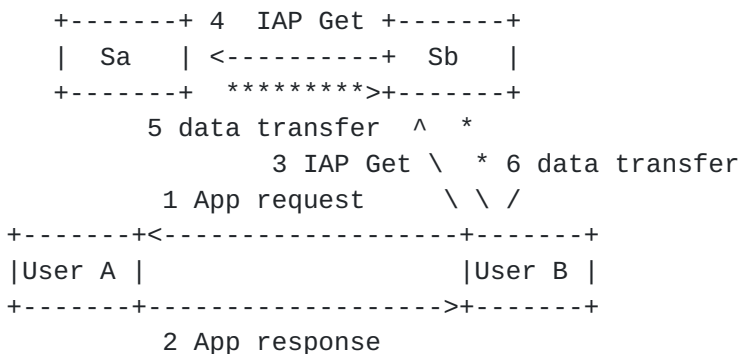 +-------+ 4  IAP Get +-------+
|  Sa   | <----------+  Sb   |
+-------+  *********>+-------+
5 data transfer  ^  *
3 IAP Get \  * 6 data transfer
1 App request     \ \ /
+-------+<-------------------+-------+
|User A |                    |User B |
+-------+------------------->+-------+
2 App response